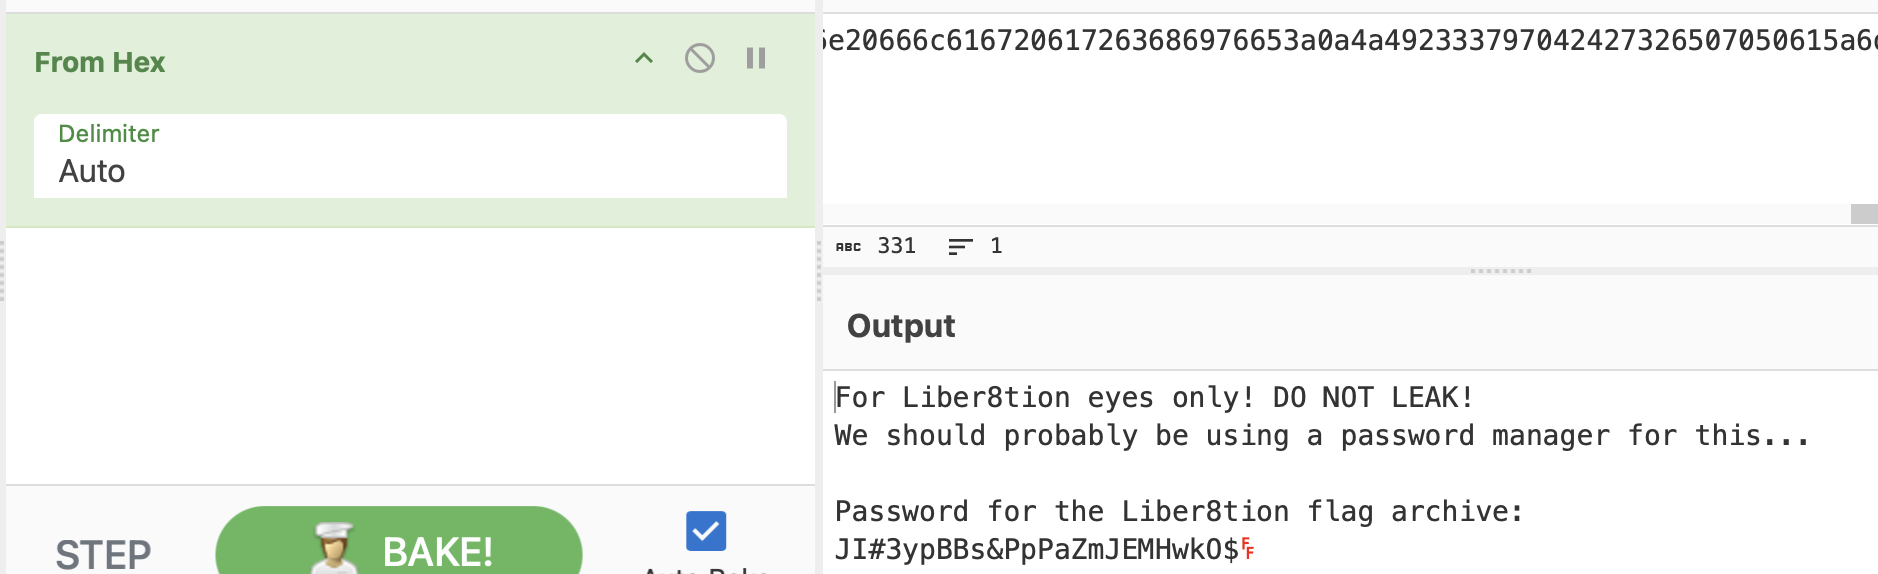 From Hex
Delimiter
Auto
e20666c616720617263686976653a0a4a492333797042427326507050615a6
ABC 331 1
Output
For Liber8tion eyes only! DO NOT LEAK!
We should probably be using a password manager for this...
Password for the Liber8tion flag archive:
JI#3ypBBs&PpPaZmJEMHwkO$␌
STEP
BAKE!
Auto Bake